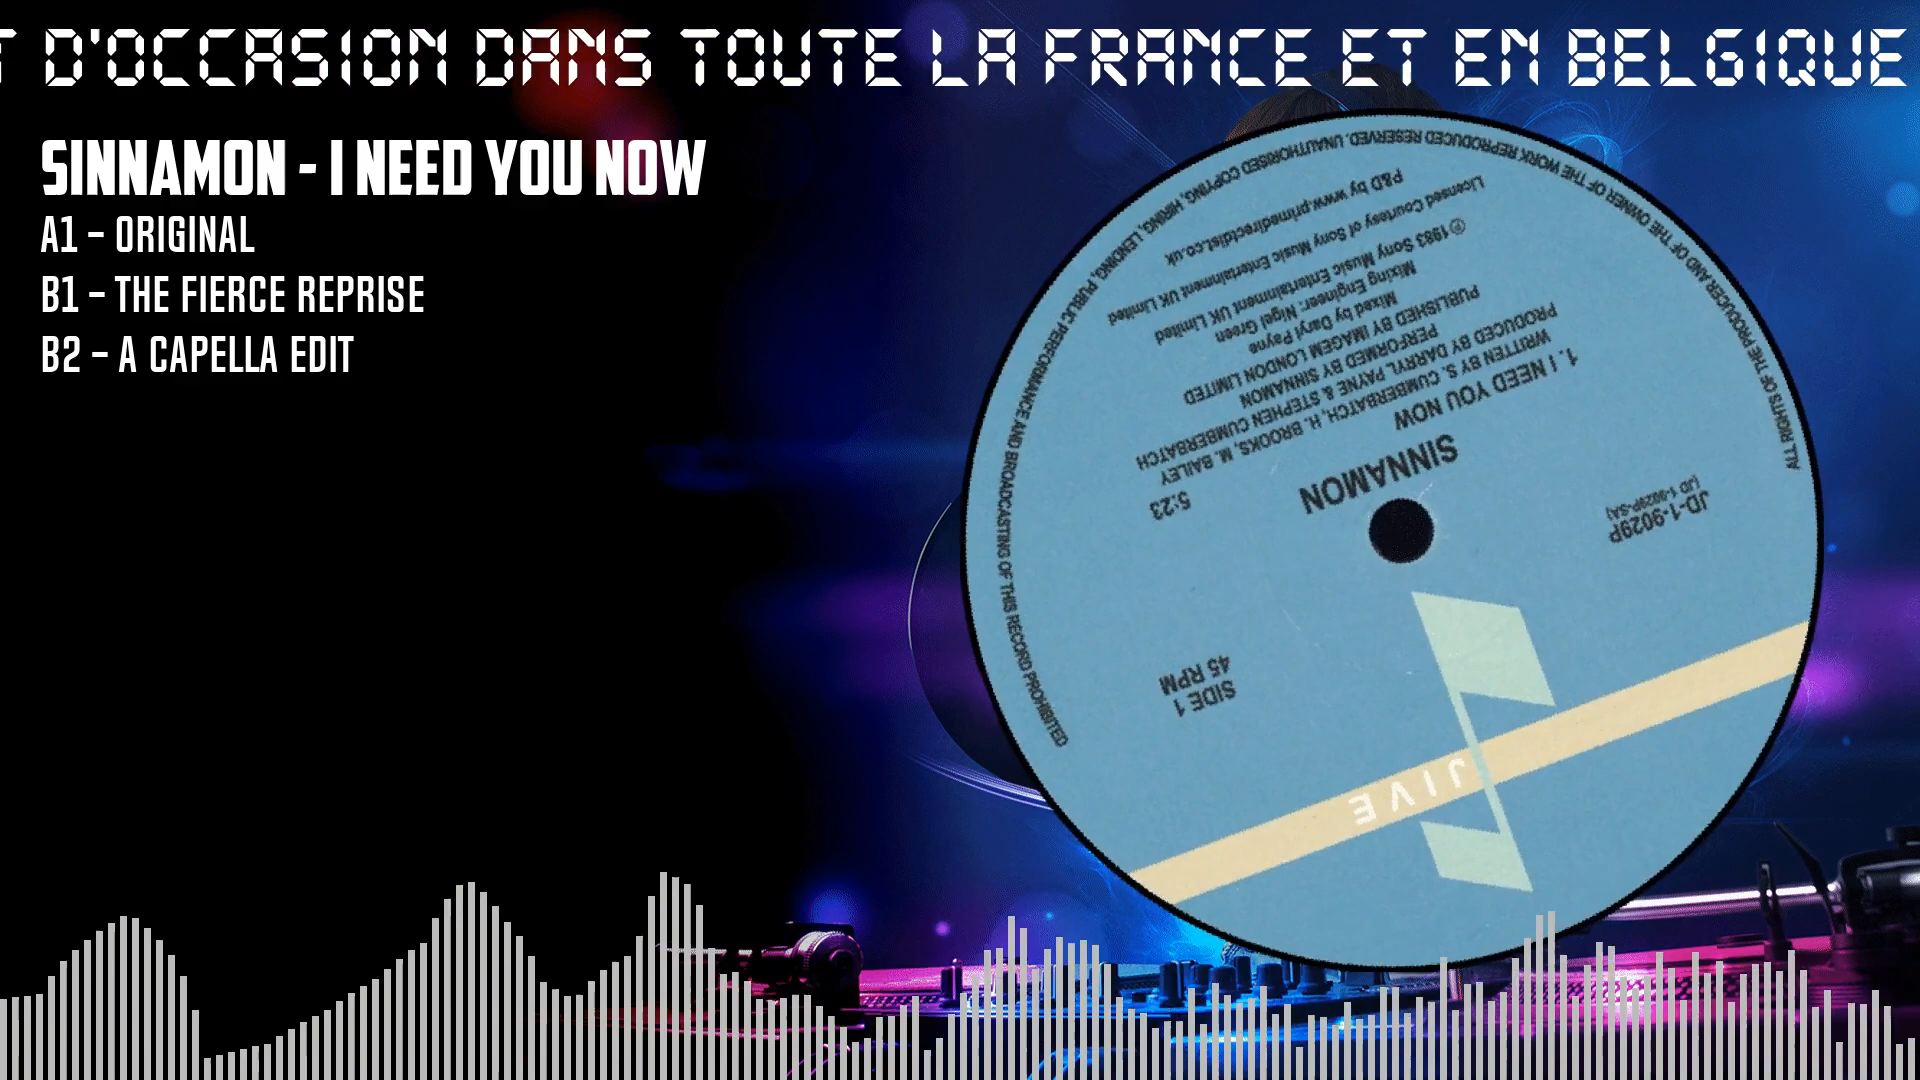 T D'OCCASION DANS TOUTE LA FRANCE ET EN BELGIQUE
SINNAMON - I NEED YOU NOW
A1 – ORIGINAL
B1 – THE FIERCE REPRISE
B2 – A CAPELLA EDIT
ALL RIGHTS OF THE PRODUCER AND OF THE OWNER OF THE WORK REPRODUCED RESERVED. UNAUTHORISED COPYING, HIRING, LENDING, PUBLIC PERFORMANCE AND BROADCASTING OF THIS RECORD PROHIBITED
JIVE
SIDE 1
45 RPM
JD-1-9029P
(JD 1-9029P-SA)
SINNAMON
5:23
1. I NEED YOU NOW
WRITTEN BY S. CUMBERBATCH, H. BROOKS, M. BAILEY
PRODUCED BY DARRYL PAYNE & STEPHEN CUMBERBATCH
PERFORMED BY SINNAMON
PUBLISHED BY IMAGEM LONDON LIMITED
Mixed by Daryl Payne
Mixing Engineer: Nigel Green
℗ 1983 Sony Music Entertainment UK Limited
Licensed Courtesy of Sony Music Entertainment UK Limited
P&D by www.primedirectdist.co.uk